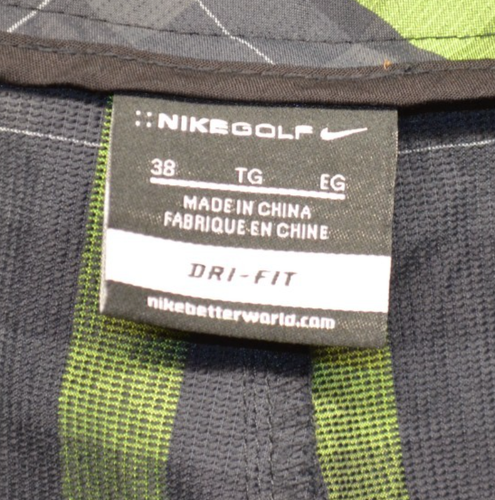 NIKEGOLF
38 TG EG
MADE IN CHINA
FABRIQUE EN CHINE
DRI-FIT
nikebetterworld.com